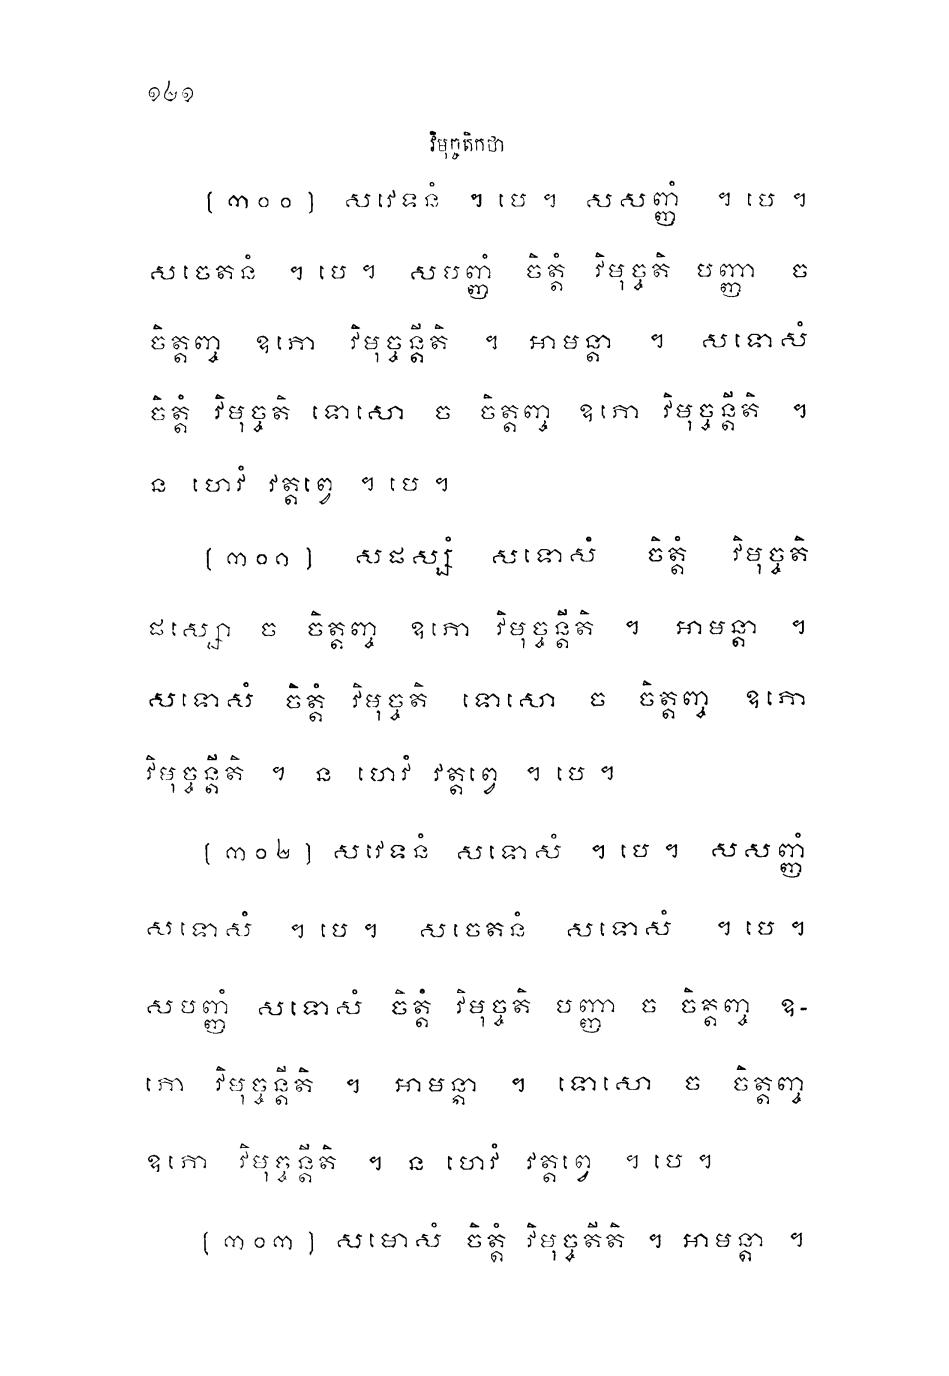 ១៤១
វិមុច្ចតិកថា
(៣០០) សវេទនំ ។ បេ ។ សសញ្ញំ ។ បេ ។
សចេតនំ ។ បេ ។ សបញ្ញំ ចិត្តំ វិមុច្ចតិ បញ្ញា ច
ចិត្តញ្ច ឧភោ វិមុច្ចន្តីតិ ។ អាមន្តា ។ សទោសំ
ចិត្តំ វិមុច្ចតិ ទោសោ ច ចិត្តញ្ច ឧភោ វិមុច្ចន្តីតិ ។
ន ហេវំ វត្តព្វេ ។ បេ ។
(៣០១) សផស្សំ សទោសំ ចិត្តំ វិមុច្ចតិ
ផស្សោ ច ចិត្តញ្ច ឧភោ វិមុច្ចន្តីតិ ។ អាមន្តា ។
សទោសំ ចិត្តំ វិមុច្ចតិ ទោសោ ច ចិត្តញ្ច ឧភោ
វិមុច្ចន្តីតិ ។ ន ហេវំ វត្តព្វេ ។ បេ ។
(៣០២) សវេទនំ សទោសំ ។ បេ ។ សសញ្ញំ
សទោសំ ។ បេ ។ សចេតនំ សទោសំ ។ បេ ។
សបញ្ញំ សទោសំ ចិត្តំ វិមុច្ចតិ បញ្ញា ច ចិត្តញ្ច ឧ-
ភោ វិមុច្ចន្តីតិ ។ អាមន្តា ។ ទោសោ ច ចិត្តញ្ច
ឧភោ វិមុច្ចន្តីតិ ។ ន ហេវំ វត្តព្វេ ។ បេ ។
(៣០៣) សមោសំ ចិត្តំ វិមុច្ចតីតិ ។ អាមន្តា ។